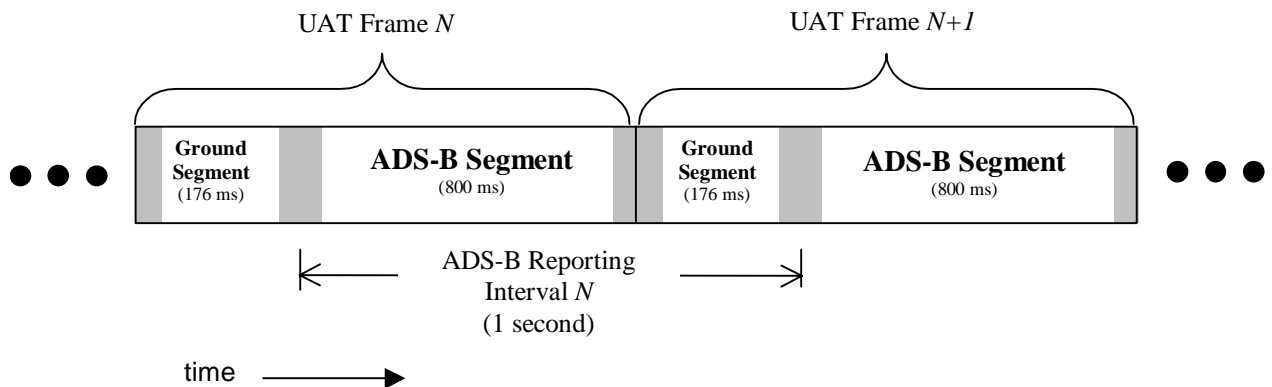 UAT Frame N
UAT Frame N+1
Ground
Segment
(176 ms)
ADS-B Segment
(800 ms)
Ground
Segment
(176 ms)
ADS-B Segment
(800 ms)
ADS-B Reporting
Interval N
(1 second)
time